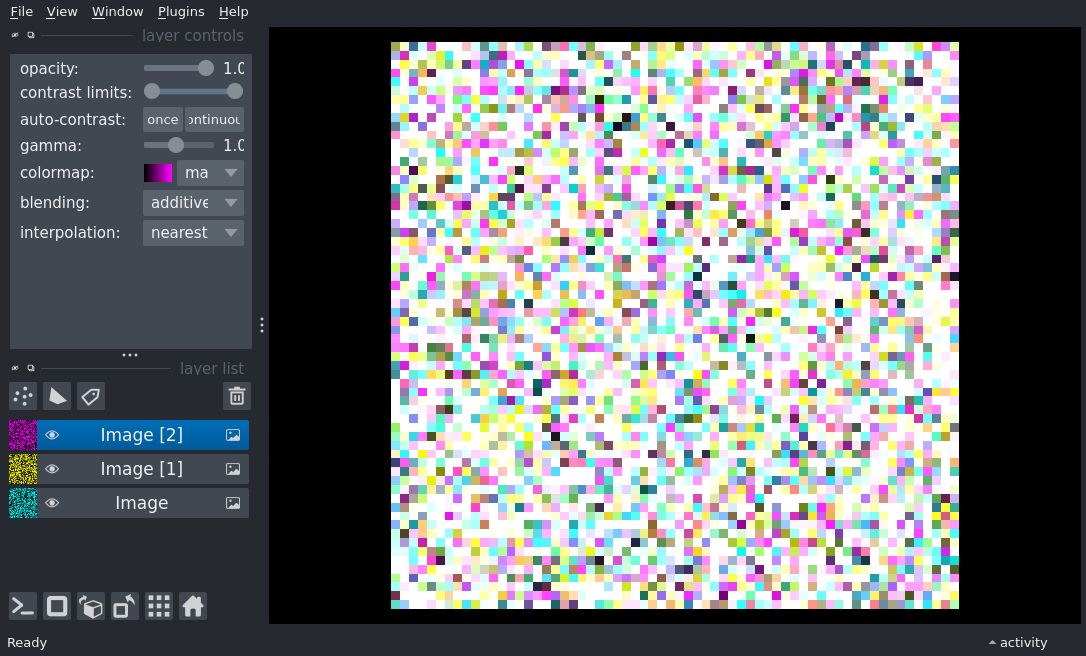 File View Window Plugins Help
layer controls
opacity: 1.0
contrast limits:
auto-contrast: once ontinuou
gamma: 1.0
colormap: ma
blending: additive
interpolation: nearest
layer list
Image [2]
Image [1]
Image
Ready activity